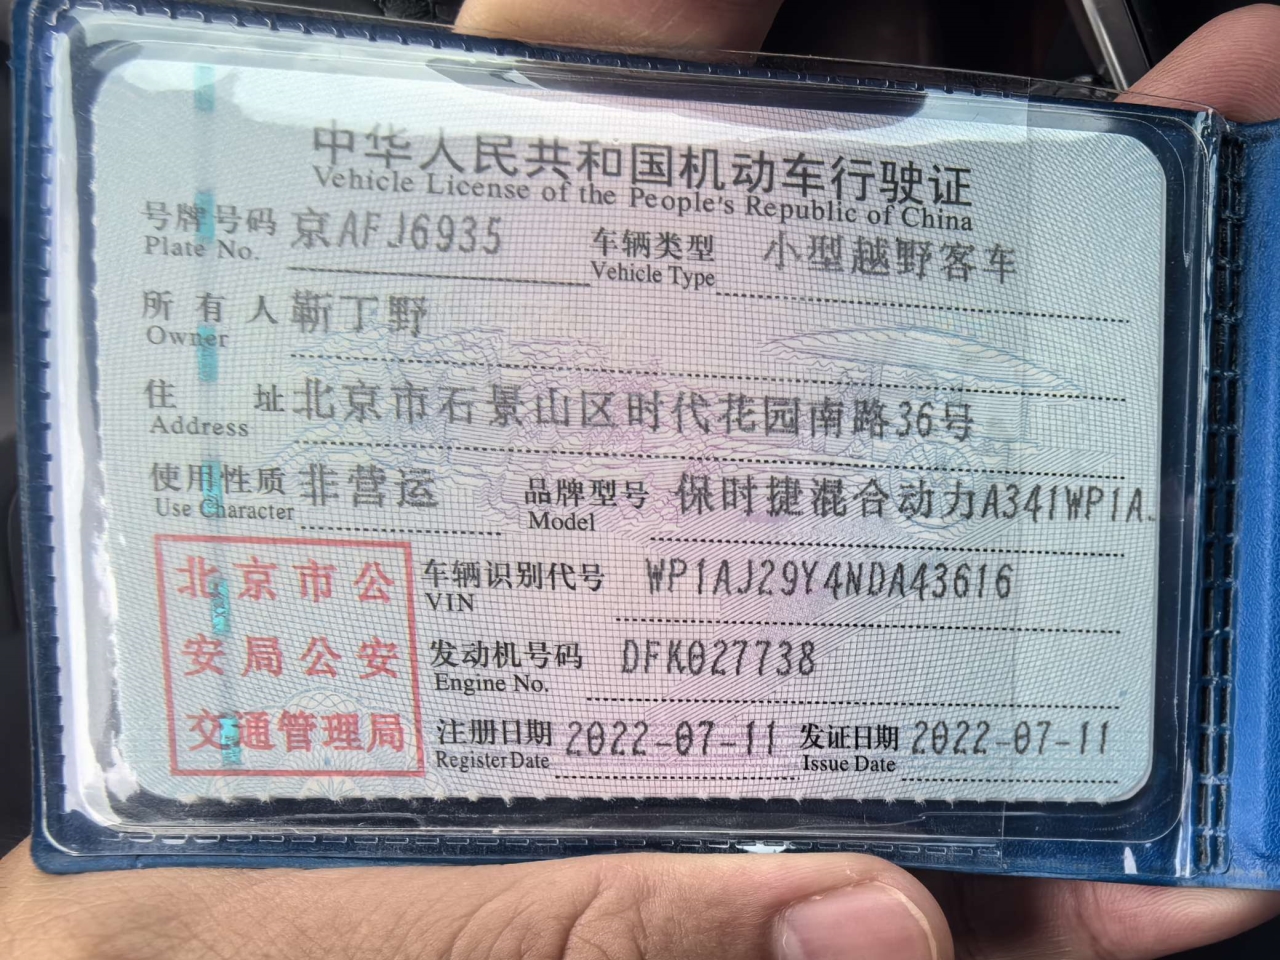 中华人民共和国机动车行驶证
Vehicle License of the People's Republic of China
号牌号码 京AFJ6935 车辆类型 小型越野客车
Plate No. Vehicle Type
所有人 靳丁野
Owner
住址 北京市石景山区时代花园南路36号
Address
使用性质 非营运 品牌型号 保时捷混合动力A341WP1A.
Use Character Model
北京市公
安局公安
交通管理局
车辆识别代号 WP1AJ29Y4NDA43616
VIN
发动机号码 DFK027738
Engine No.
注册日期 2022-07-11 发证日期 2022-07-11
Register Date Issue Date